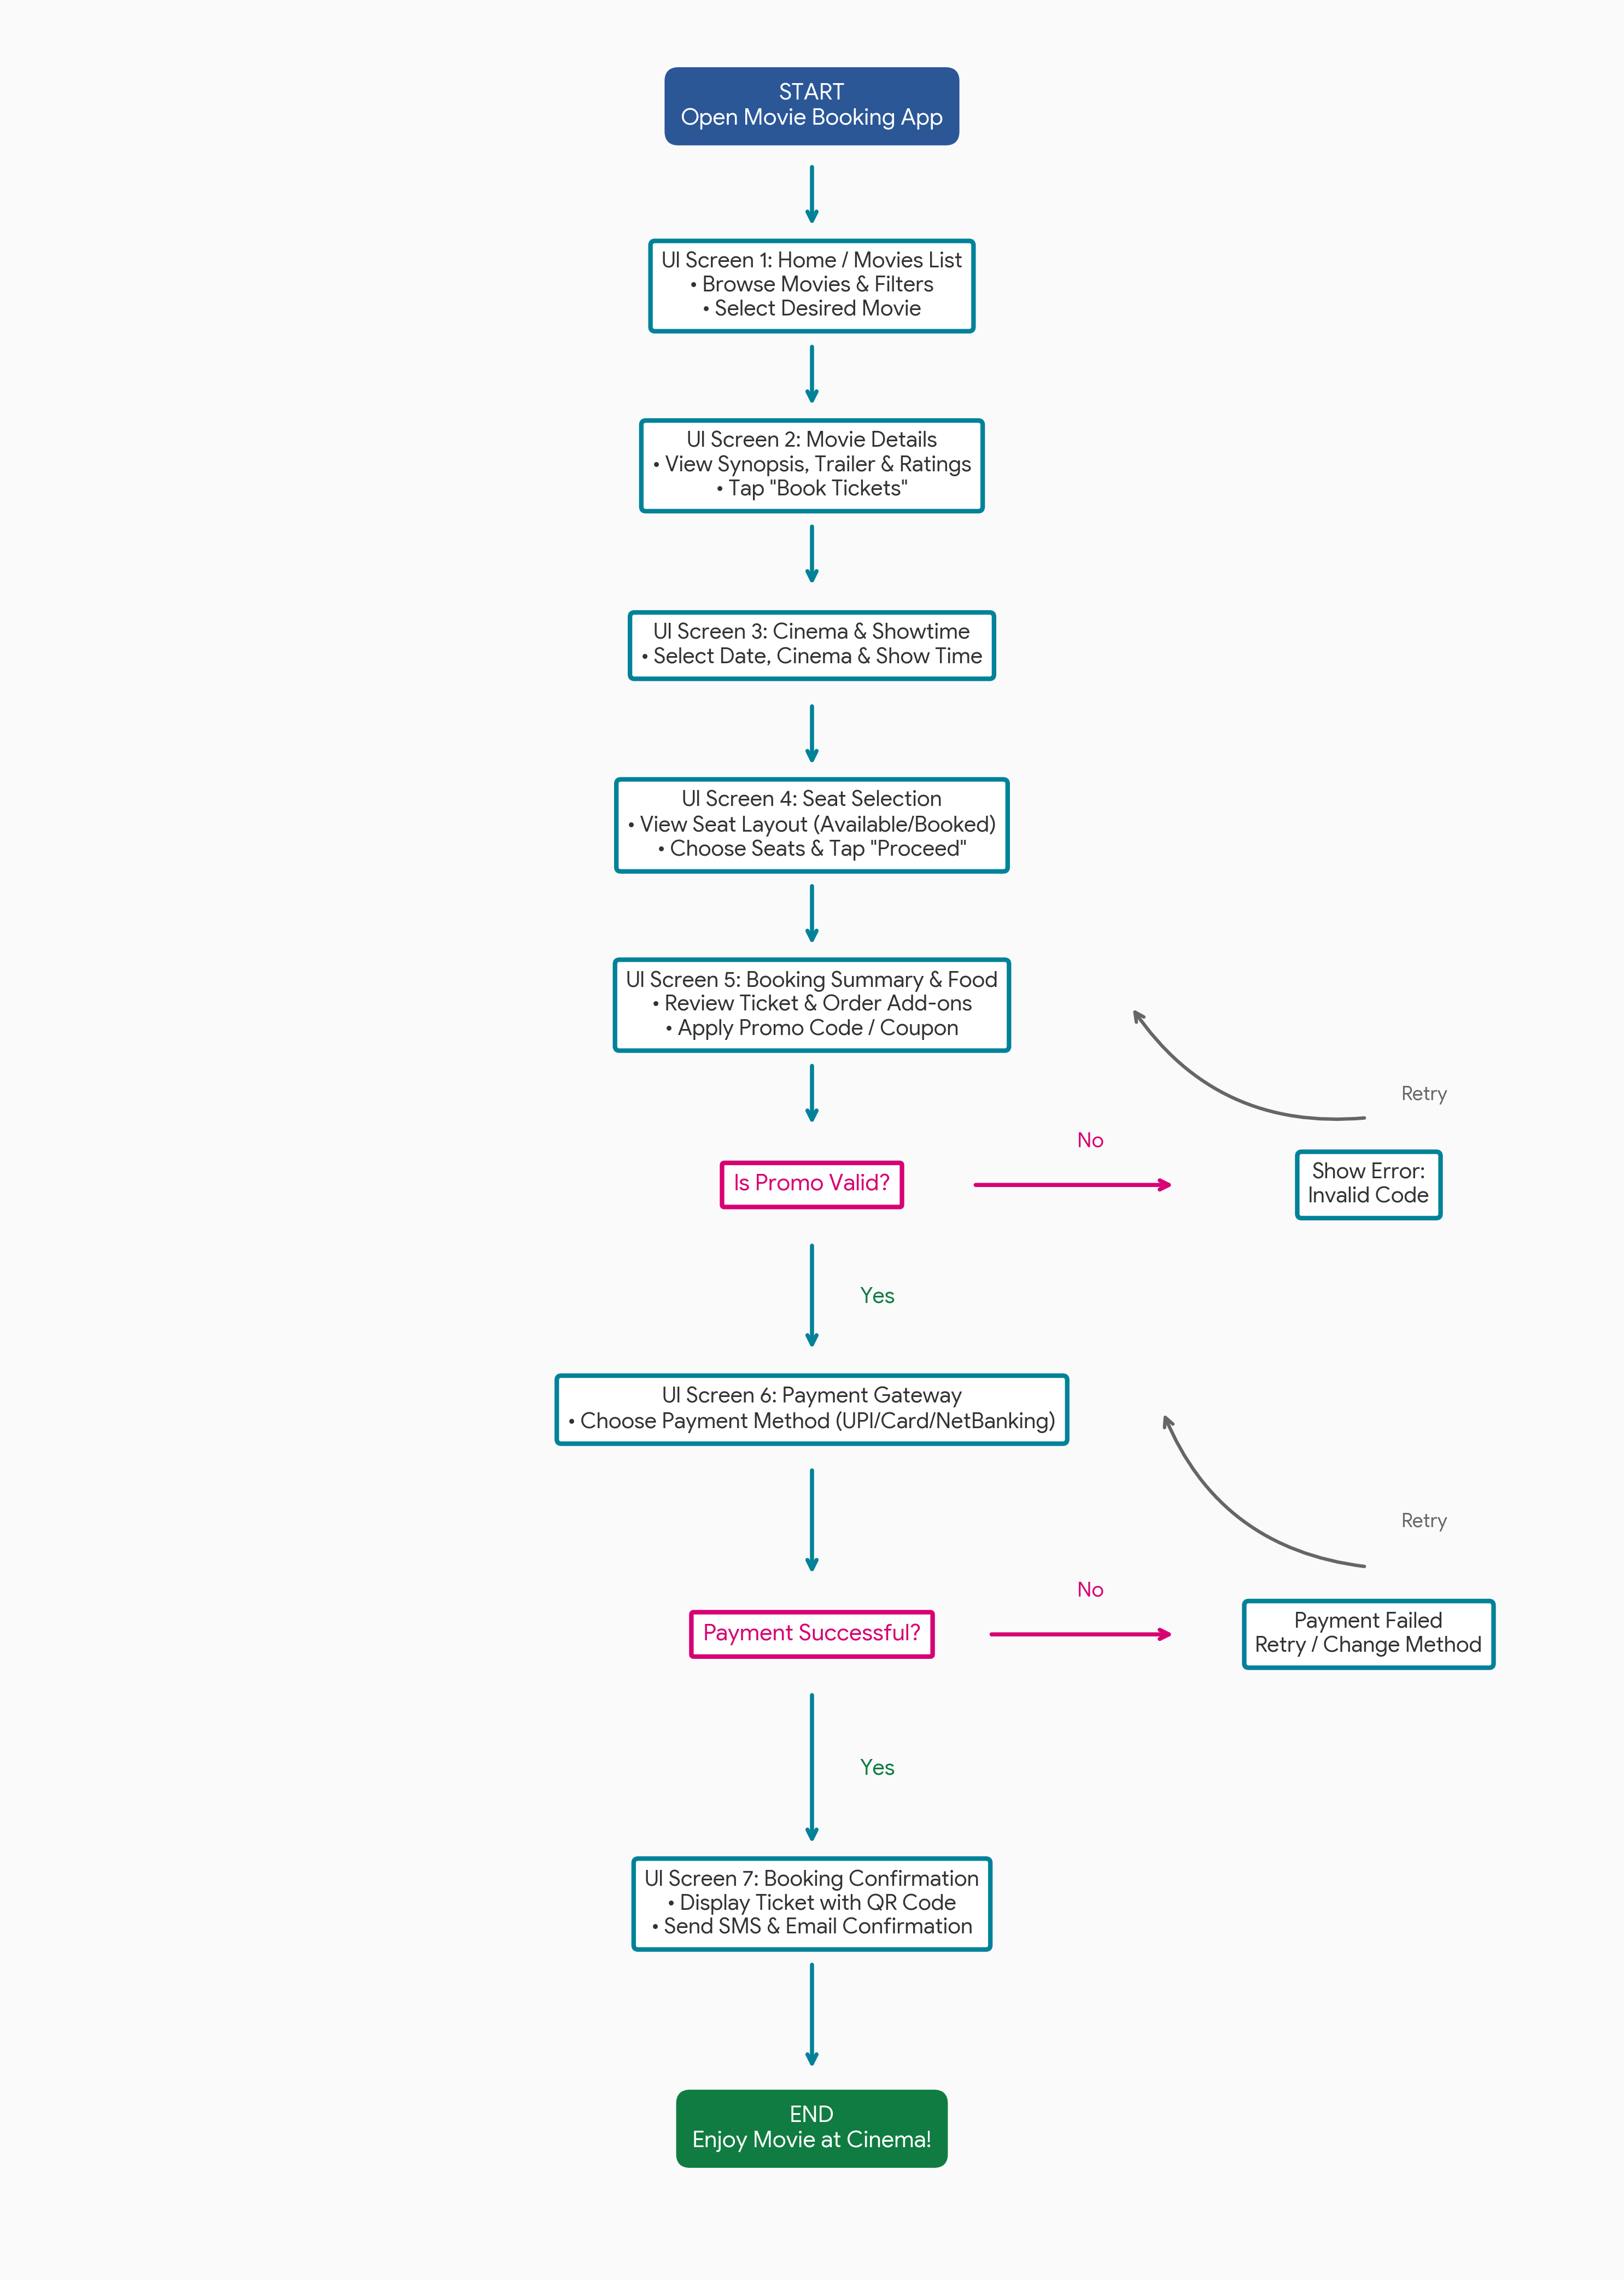 START
Open Movie Booking App
UI Screen 1: Home / Movies List
• Browse Movies & Filters
• Select Desired Movie
UI Screen 2: Movie Details
• View Synopsis, Trailer & Ratings
• Tap "Book Tickets"
UI Screen 3: Cinema & Showtime
• Select Date, Cinema & Show Time
UI Screen 4: Seat Selection
• View Seat Layout (Available/Booked)
• Choose Seats & Tap "Proceed"
UI Screen 5: Booking Summary & Food
• Review Ticket & Order Add-ons
• Apply Promo Code / Coupon
Retry
No
Is Promo Valid?
Show Error:
Invalid Code
Yes
UI Screen 6: Payment Gateway
• Choose Payment Method (UPI/Card/NetBanking)
Retry
No
Payment Successful?
Payment Failed
Retry / Change Method
Yes
UI Screen 7: Booking Confirmation
• Display Ticket with QR Code
• Send SMS & Email Confirmation
END
Enjoy Movie at Cinema!